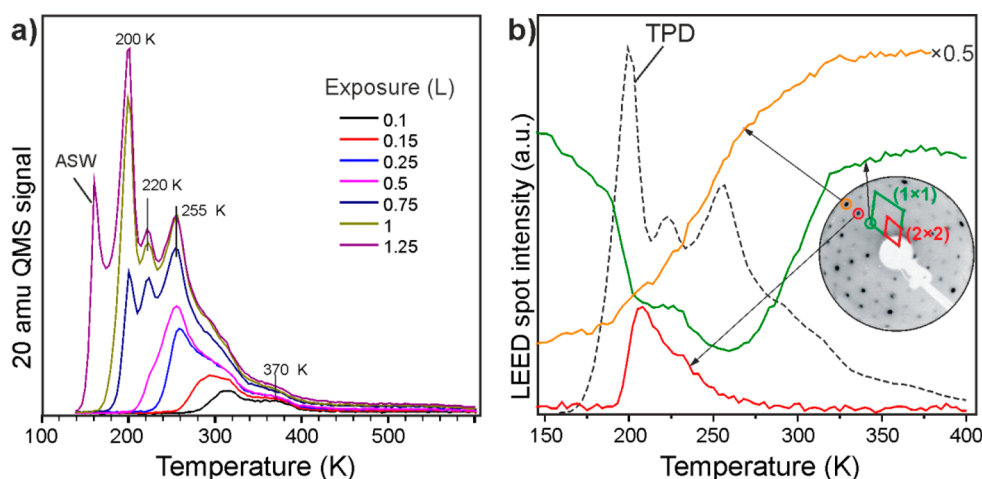 a)
200 K
ASW
220 K
255 K
370 K
Exposure (L)
0.1
0.15
0.25
0.5
0.75
1
1.25
20 amu QMS signal
100 200 300 400
Temperature (K)
b)
TPD
×0.5
(1×1)
(2×2)
LEED spot intensity (a.u.)
150 200 250 300 350 400
Temperature (K)